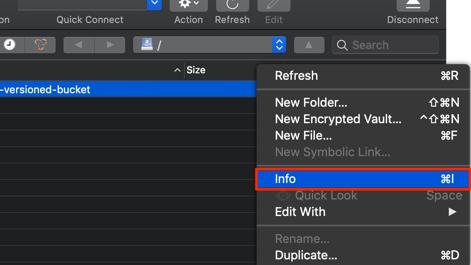 on Quick Connect Action Refresh Edit Disconnect
/ Search
Size
-versioned-bucket
Refresh ⌘R
New Folder... ⇧⌘N
New Encrypted Vault... ^⇧⌘N
New File... ⌘F
New Symbolic Link...
Info ⌘I
Quick Look Space
Edit With ▶
Rename...
Duplicate... ⌘D